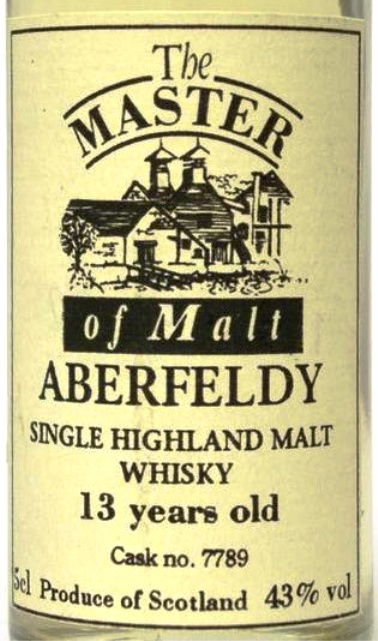 The
MASTER
of Malt
ABERFELDY
SINGLE HIGHLAND MALT
WHISKY
13 years old
Cask no. 7789
5cl Produce of Scotland 43% vol